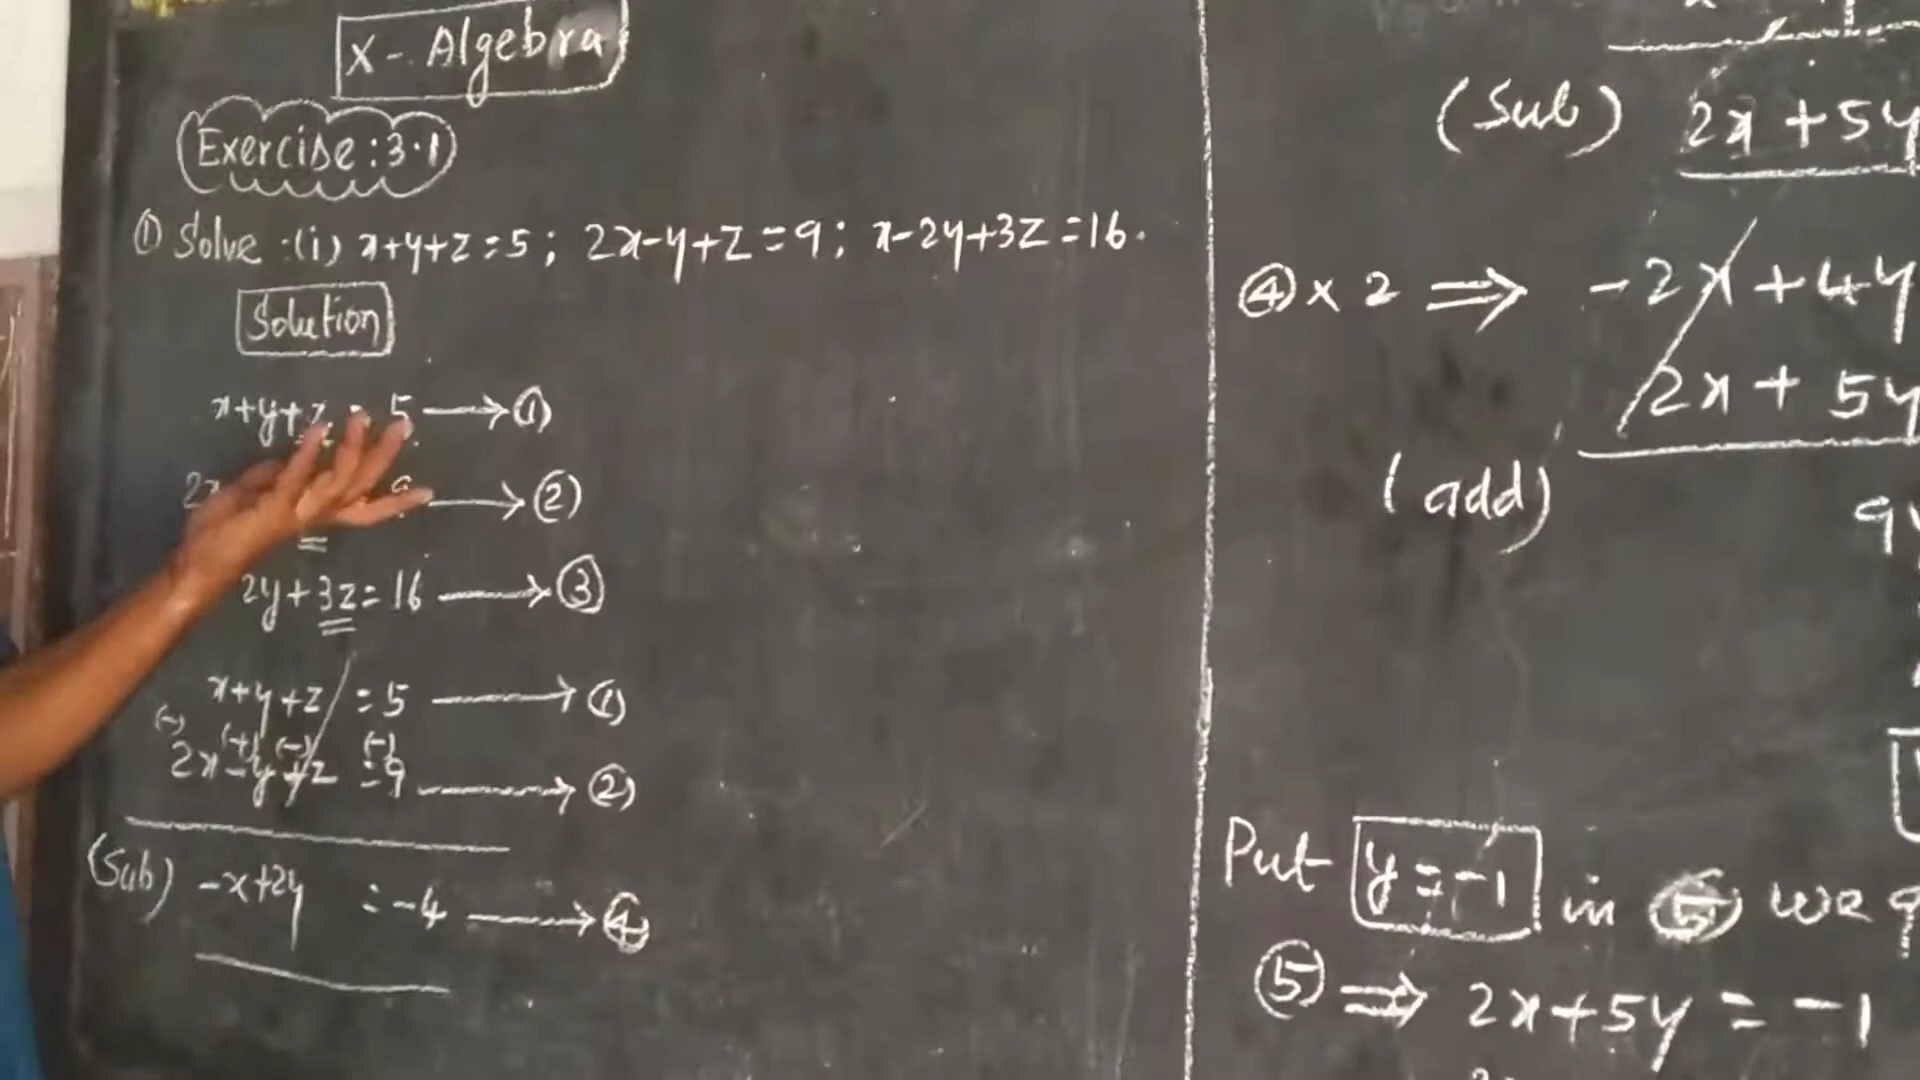 X - Algebra
Exercise : 3.1
① Solve :(i) x+y+z=5; 2x-y+z=9; x-2y+3z=16.
Solution
x+y+z = 5 → ①
2x 9 → ②
2y+3z=16 → ③
x+y+z = 5 → ①
(-) (+) (-) (-)
2x-y+z =9 → ②
(Sub) -x+2y = -4 → ④
(Sub) 2x+5y
④ x 2 ⇒ -2x+4y
2x+5y
(add)
9y
Put y=-1 in ⑤ we
⑤ ⇒ 2x+5y = -1